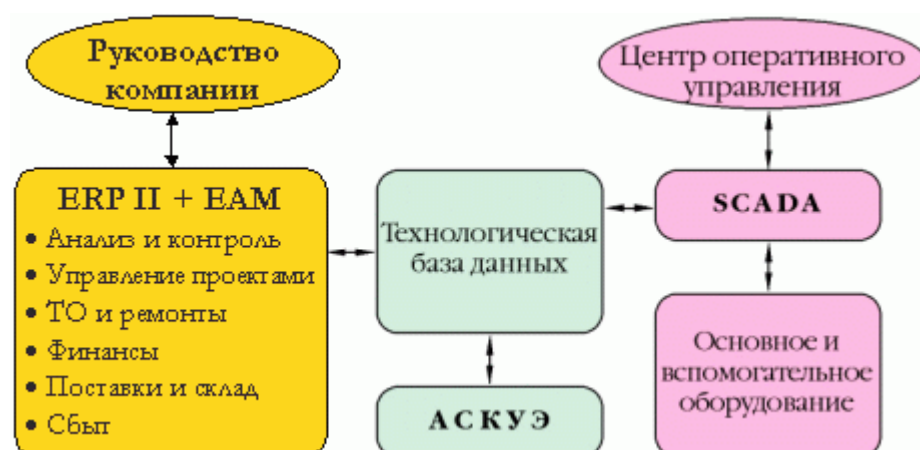 Руководство
компании
ERP II + EAM
• Анализ и контроль
• Управление проектами
• ТО и ремонты
• Финансы
• Поставки и склад
• Сбыт
Технологическая
база данных
АСКУЭ
Центр оперативного
управления
SCADA
Основное и
вспомогательное
оборудование